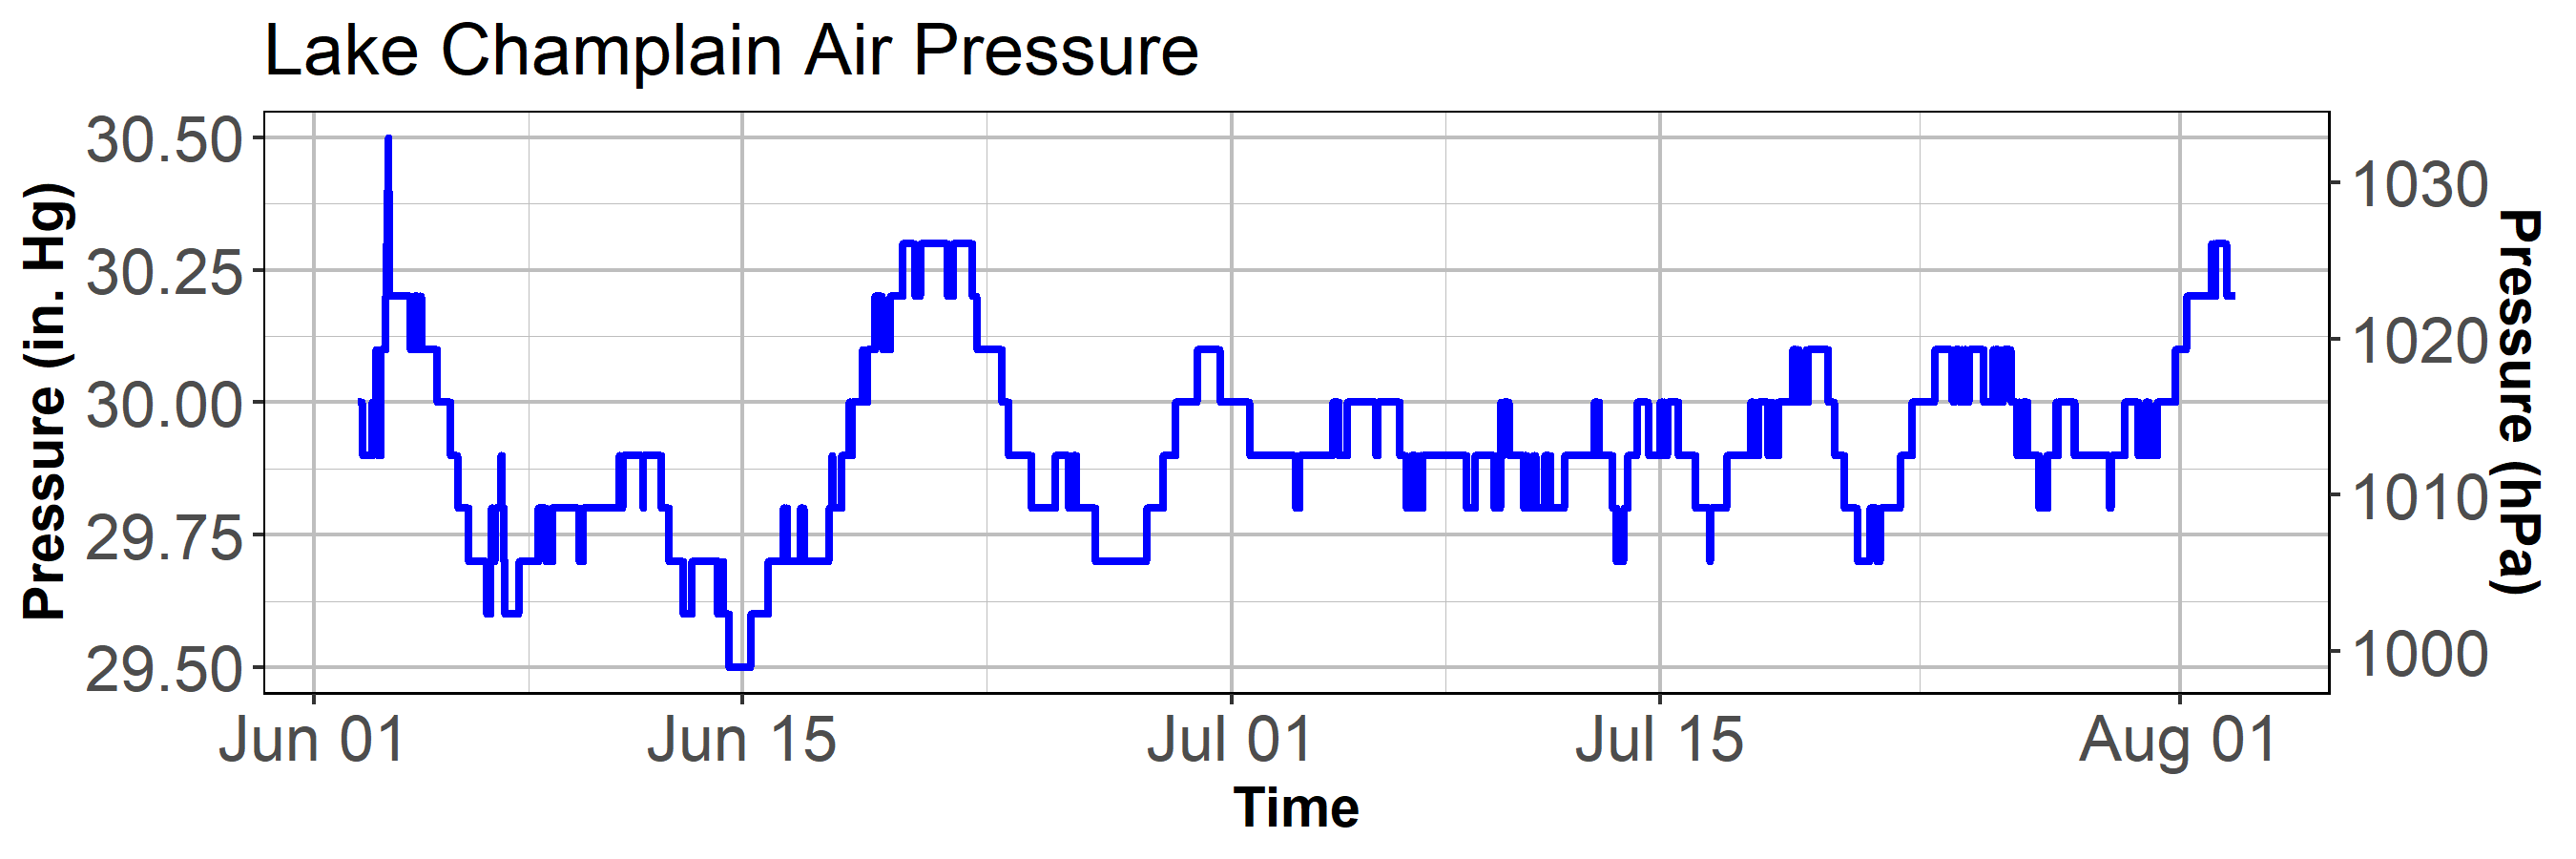 Lake Champlain Air Pressure
Pressure (in. Hg)
30.50
30.25
30.00
29.75
29.50
1030
1020
1010
1000
Pressure (hPa)
Jun 01
Jun 15
Jul 01
Jul 15
Aug 01
Time